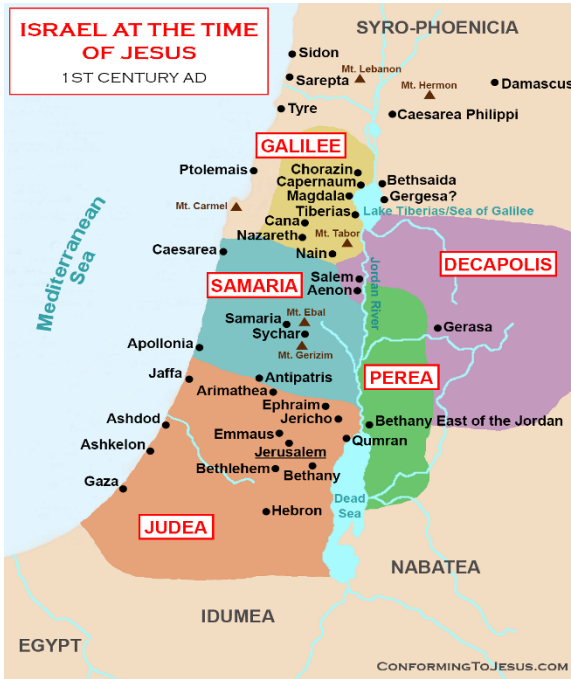 ISRAEL AT THE TIME
OF JESUS
1ST CENTURY AD
SYRO-PHOENICIA
Sidon
Mt. Lebanon
Sarepta
Mt. Hermon
Damascus
Tyre
Caesarea Philippi
GALILEE
Ptolemais
Chorazin
Capernaum
Bethsaida
Magdala
Gergesa?
Mt. Carmel
Tiberias
Lake Tiberias/Sea of Galilee
Cana
Nazareth
Mt. Tabor
Mediterranean
Sea
Caesarea
Nain
DECAPOLIS
Salem
Jordan River
SAMARIA
Aenon
Mt. Ebal
Samaria
Sychar
Gerasa
Apollonia
Mt. Gerizim
Jaffa
Antipatris
PEREA
Arimathea
Ephraim
Ashdod
Jericho
Bethany East of the Jordan
Emmaus
Qumran
Ashkelon
Jerusalem
Bethlehem
Bethany
Gaza
Dead
Sea
Hebron
JUDEA
NABATEA
IDUMEA
EGYPT
CONFORMINGTOJESUS.COM